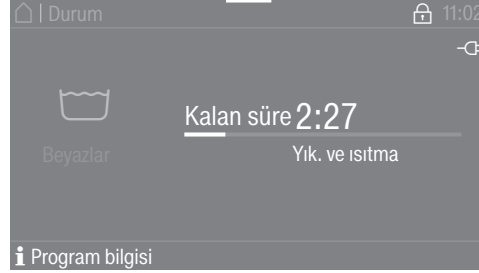 Durum 11:02
Kalan süre 2:27
Beyazlar
Yık. ve ısıtma
i Program bilgisi